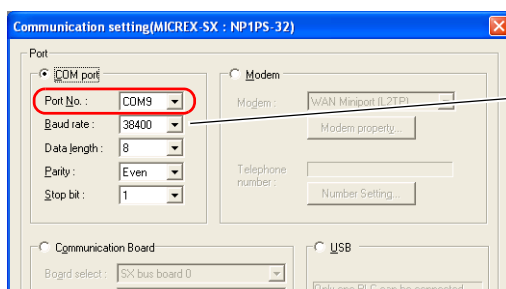 Communication setting(MICREX-SX : NP1PS-32)
Port
COM port
Port No. : COM9
Baud rate : 38400
Data length : 8
Parity : Even
Stop bit : 1
Modem
Modem : WAN Miniport (L2TP)
Modem property...
Telephone
number :
Number Setting...
Communication Board
Board select : SX bus board 0
USB
Only one PLC can be connected